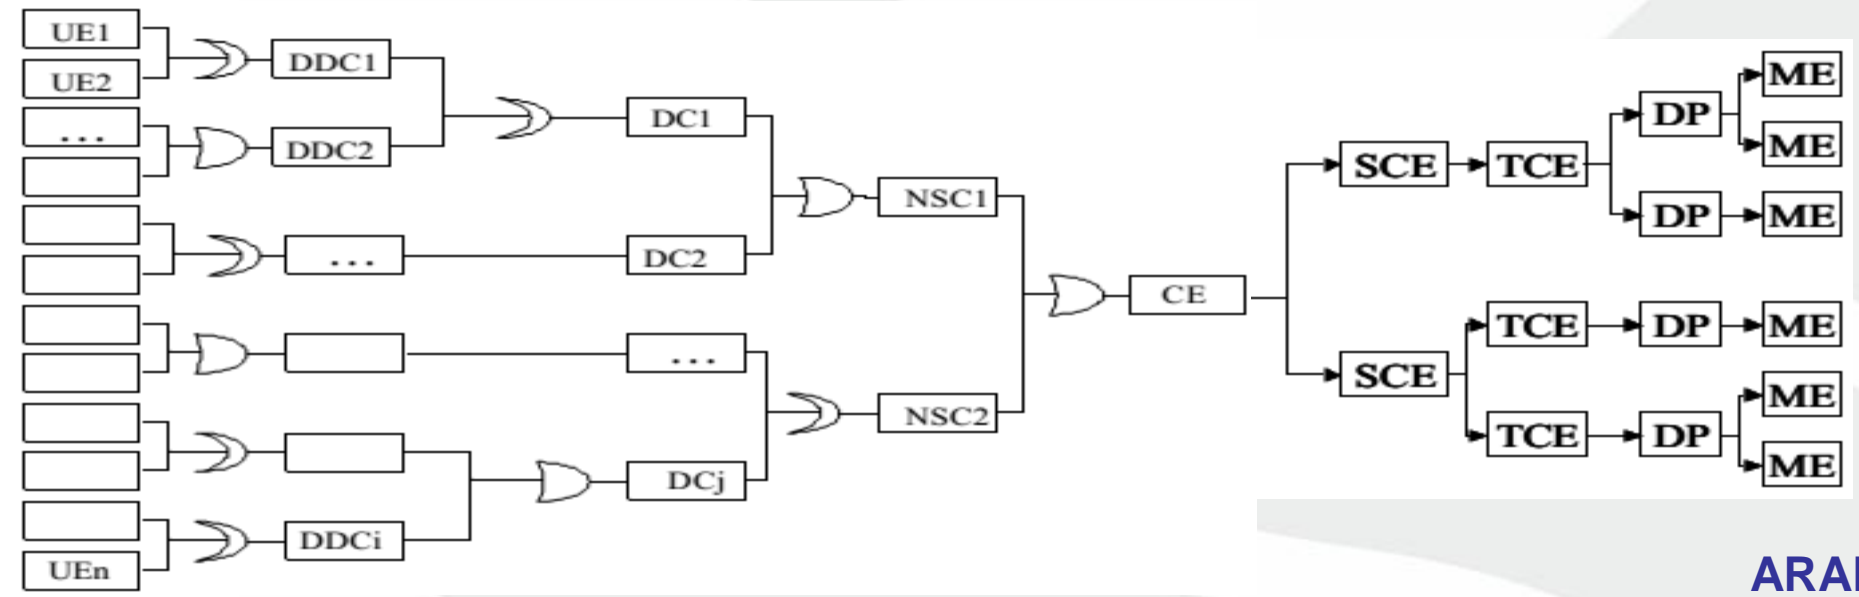 UE1
UE2
...
UEn
DDC1
DDC2
...
DDCi
DC1
DC2
...
DCj
NSC1
NSC2
CE
SCE
SCE
TCE
TCE
TCE
DP
DP
DP
DP
ME
ME
ME
ME
ME
ME